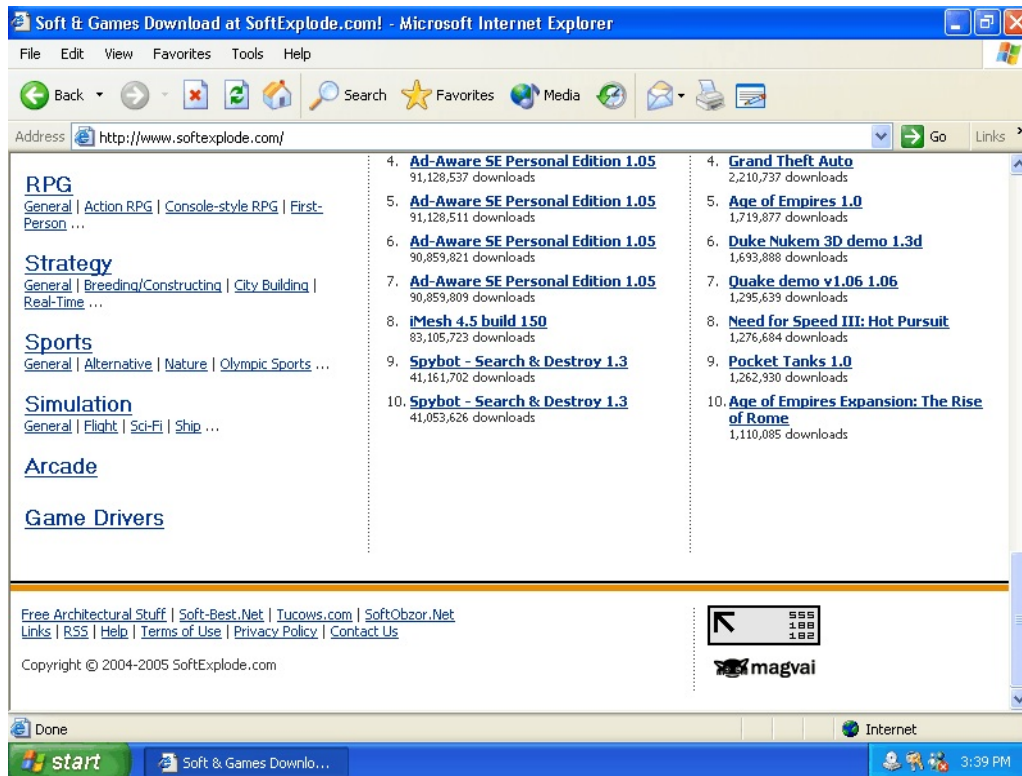 Soft & Games Download at SoftExplode.com! - Microsoft Internet Explorer
File Edit View Favorites Tools Help
Back Search Favorites Media
Address http://www.softexplode.com/ Go Links
RPG
General | Action RPG | Console-style RPG | First-
Person ...
Strategy
General | Breeding/Constructing | City Building |
Real-Time ...
Sports
General | Alternative | Nature | Olympic Sports ...
Simulation
General | Flight | Sci-Fi | Ship ...
Arcade
Game Drivers
4. Ad-Aware SE Personal Edition 1.05
91,128,537 downloads
5. Ad-Aware SE Personal Edition 1.05
91,128,511 downloads
6. Ad-Aware SE Personal Edition 1.05
90,859,821 downloads
7. Ad-Aware SE Personal Edition 1.05
90,859,809 downloads
8. iMesh 4.5 build 150
83,105,723 downloads
9. Spybot - Search & Destroy 1.3
41,161,702 downloads
10. Spybot - Search & Destroy 1.3
41,053,626 downloads
4. Grand Theft Auto
2,210,737 downloads
5. Age of Empires 1.0
1,719,877 downloads
6. Duke Nukem 3D demo 1.3d
1,693,888 downloads
7. Quake demo v1.06 1.06
1,295,639 downloads
8. Need for Speed III: Hot Pursuit
1,276,684 downloads
9. Pocket Tanks 1.0
1,262,930 downloads
10. Age of Empires Expansion: The Rise
of Rome
1,110,085 downloads
Free Architectural Stuff | Soft-Best.Net | Tucows.com | SoftObzor.Net
Links | RSS | Help | Terms of Use | Privacy Policy | Contact Us
Copyright © 2004-2005 SoftExplode.com
555
188
182
magvai
Done Internet
start Soft & Games Downlo... 3:39 PM